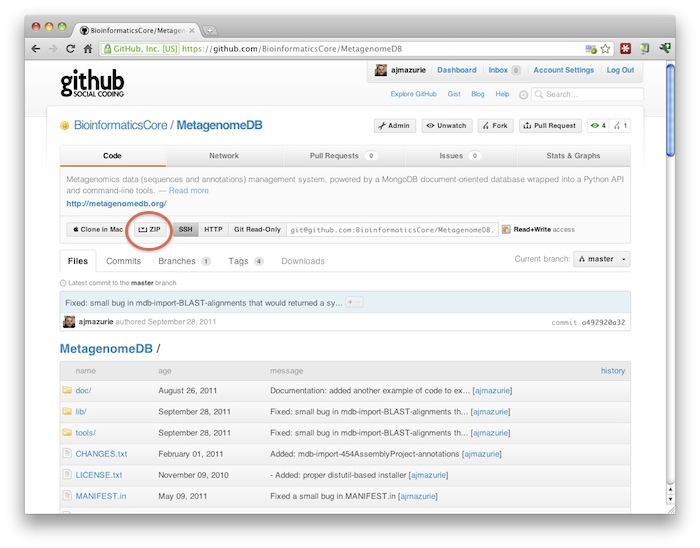 BioinformaticsCore/Metagen
GitHub, Inc. [US] https://github.com/BioinformaticsCore/MetagenomeDB
github
SOCIAL CODING
ajmazurie Dashboard Inbox 0 Account Settings Log Out
Explore GitHub Gist Blog Help Search...
BioinformaticsCore / MetagenomeDB
Admin Unwatch Fork Pull Request 4 1
Code Network Pull Requests 0 Issues 0 Stats & Graphs
Metagenomics data (sequences and annotations) management system, powered by a MongoDB document-oriented database wrapped into a Python API
and command-line tools. — Read more
http://metagenomedb.org/
Clone in Mac ZIP SSH HTTP Git Read-Only git@github.com:BioinformaticsCore/MetagenomeDB. Read+Write access
Files Commits Branches 1 Tags 4 Downloads Current branch: master
Latest commit to the master branch
Fixed: small bug in mdb-import-BLAST-alignments that would returned a sy...
ajmazurie authored September 28, 2011 commit a492920a32
MetagenomeDB /
name age message history
doc/ August 26, 2011 Documentation: added another example of code to ex... [ajmazurie]
lib/ September 28, 2011 Fixed: small bug in mdb-import-BLAST-alignments th... [ajmazurie]
tools/ September 28, 2011 Fixed: small bug in mdb-import-BLAST-alignments th... [ajmazurie]
CHANGES.txt February 01, 2011 Added: mdb-import-454AssemblyProject-annotations [ajmazurie]
LICENSE.txt November 09, 2010 - Added: proper distutil-based installer [ajmazurie]
MANIFEST.in May 09, 2011 Fixed a small bug in MANIFEST.in [ajmazurie]